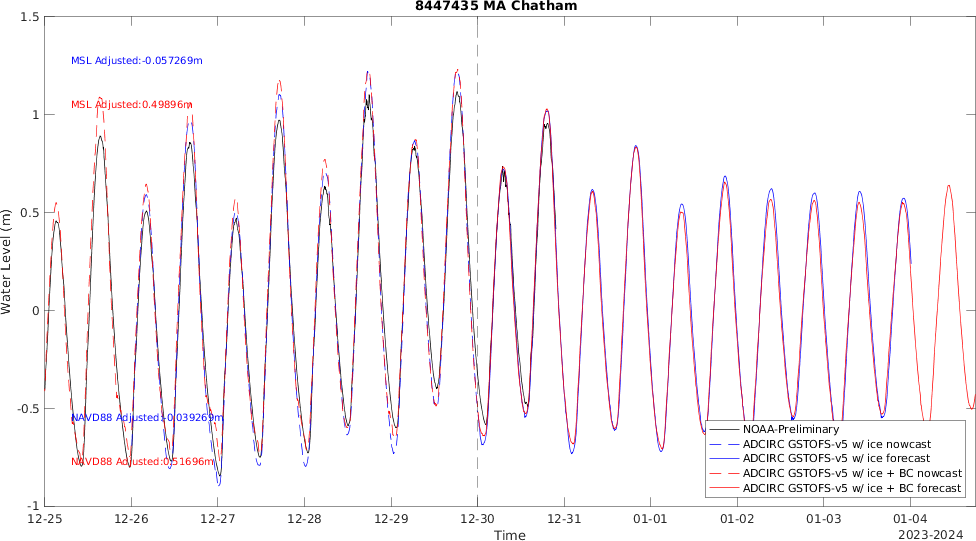 8447435 MA Chatham
1.5
1
0.5
0
-0.5
-1
Water Level (m)
MSL Adjusted:-0.057269m
MSL Adjusted:0.49896m
NAVD88 Adjusted:-0.039269m
NAVD88 Adjusted:0.51696m
NOAA-Preliminary
ADCIRC GSTOFS-v5 w/ ice nowcast
ADCIRC GSTOFS-v5 w/ ice forecast
ADCIRC GSTOFS-v5 w/ ice + BC nowcast
ADCIRC GSTOFS-v5 w/ ice + BC forecast
12-25 12-26 12-27 12-28 12-29 12-30 12-31 01-01 01-02 01-03 01-04
Time
2023-2024